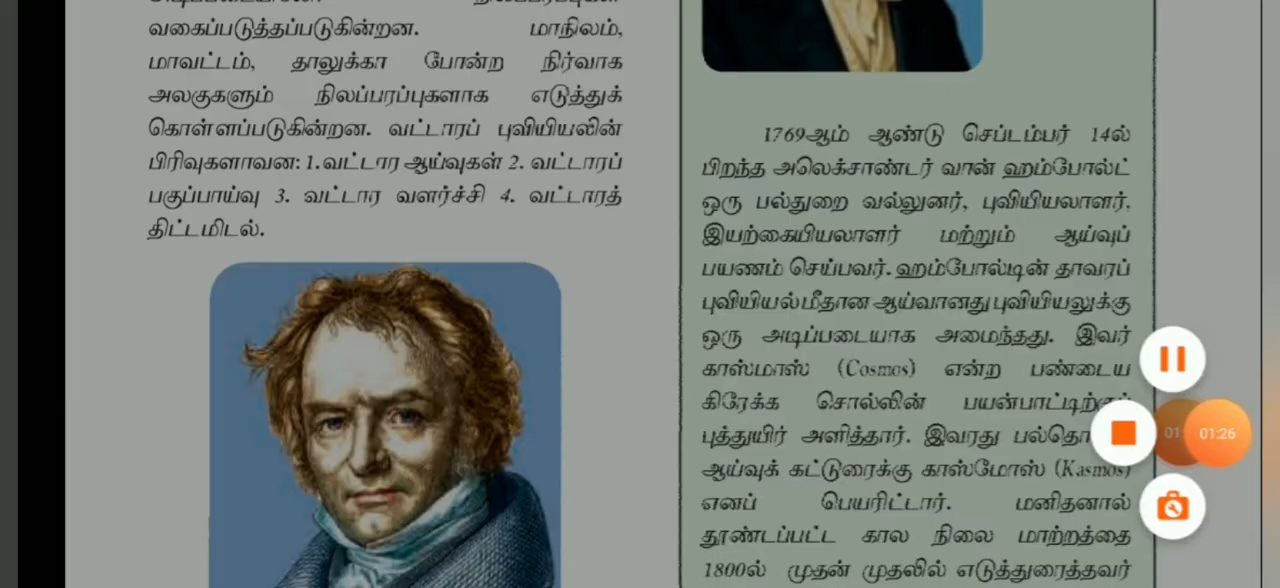 வகைப்படுத்தப்படுகின்றன. மாநிலம்,
மாவட்டம், தாலுக்கா போன்ற நிர்வாக
அலகுகளும் நிலப்பரப்புகளாக எடுத்துக்
கொள்ளப்படுகின்றன. வட்டாரப் புவியியலின்
பிரிவுகளாவன: 1.வட்டார ஆய்வுகள் 2. வட்டாரப்
பகுப்பாய்வு 3. வட்டார வளர்ச்சி 4. வட்டாரத்
திட்டமிடல்.
1769ஆம் ஆண்டு செப்டம்பர் 14ல்
பிறந்த அலெக்சாண்டர் வான் ஹம்போல்ட்
ஒரு பல்துறை வல்லுனர், புவியியலாளர்,
இயற்கையியலாளர் மற்றும் ஆய்வுப்
பயணம் செய்பவர். ஹம்போல்டின் தாவரப்
புவியியல்மீதான ஆய்வானது புவியியலுக்கு
ஒரு அடிப்படையாக அமைந்தது. இவர்
காஸ்மாஸ் (Cosmos) என்ற பண்டைய
கிரேக்க சொல்லின்
புத்துயிர் அளித்தார். இவரது
ஆய்வுக் கட்டுரைக்கு காஸ்மோஸ் (Kasmos)
எனப் பெயரிட்டார். மனிதனால்
தூண்டப்பட்ட கால நிலை மாற்றத்தை
1800ல் முதன் முதலில் எடுத்துரைத்தவர்
01:26